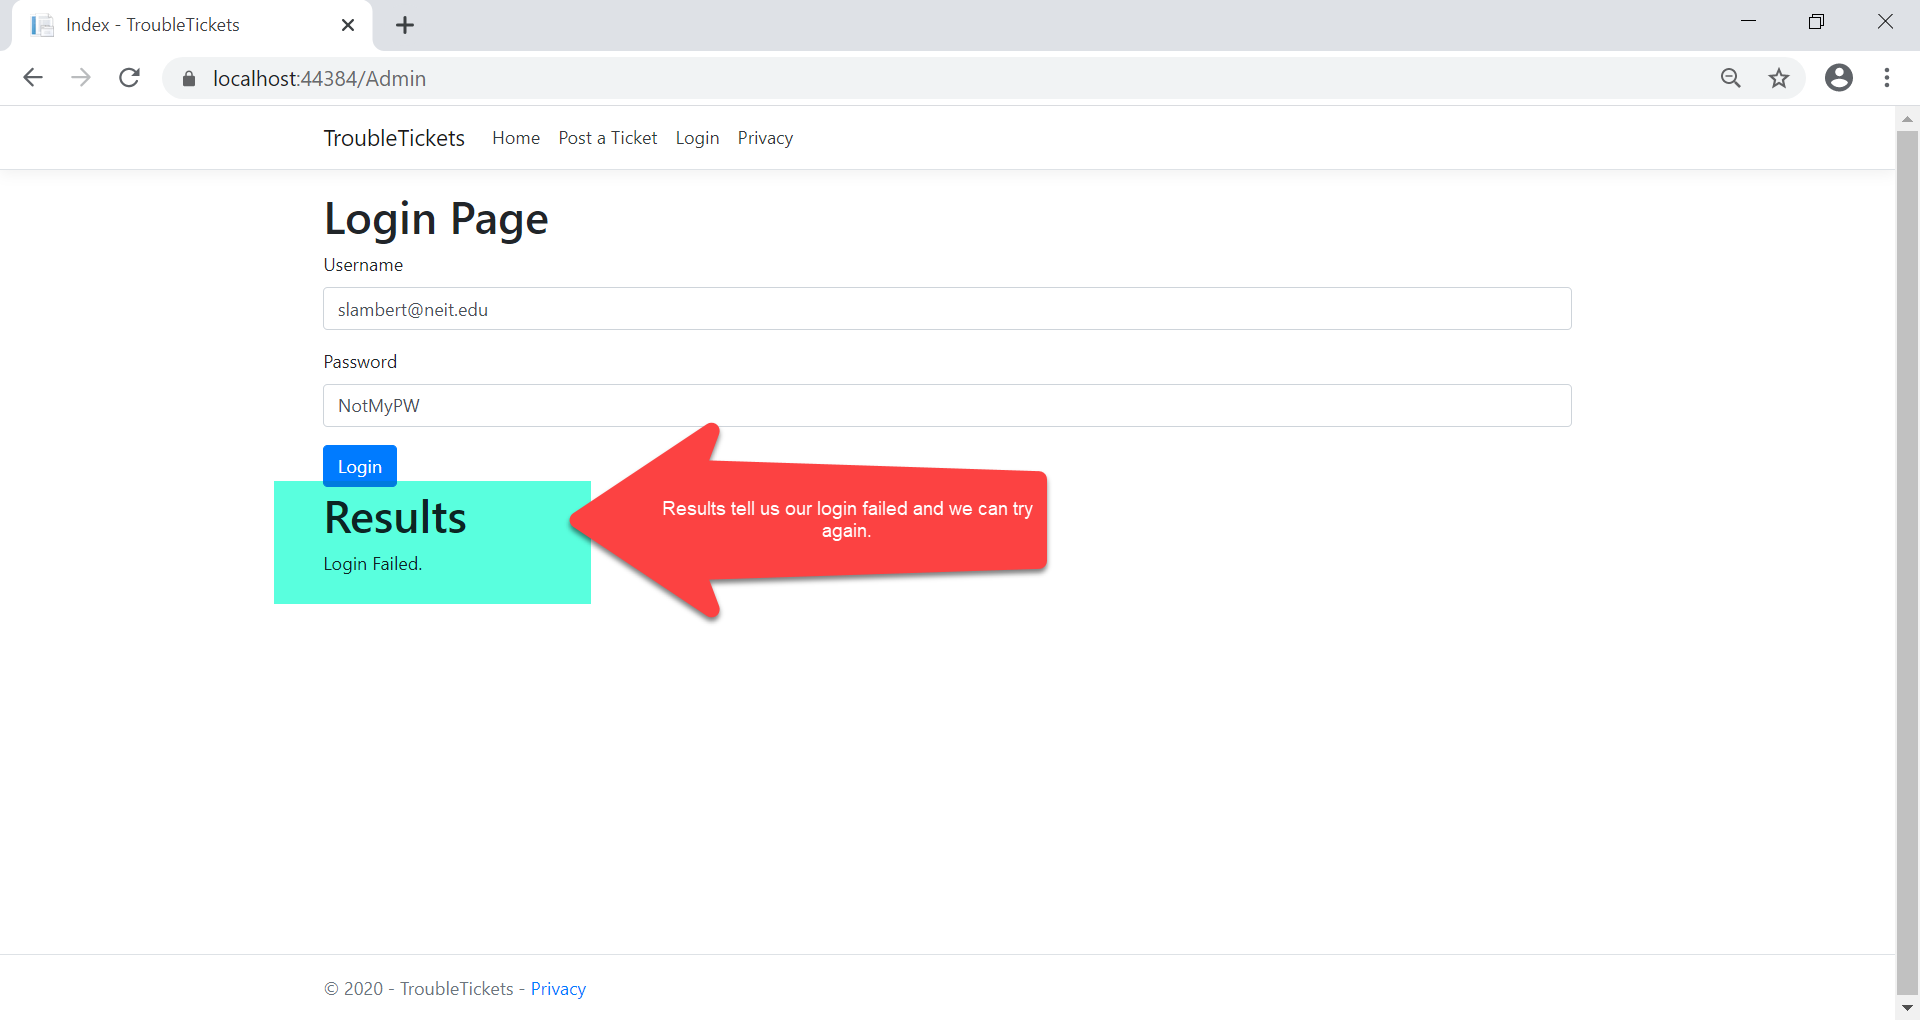 Index - TroubleTickets
localhost:44384/Admin
TroubleTickets Home Post a Ticket Login Privacy
Login Page
Username
slambert@neit.edu
Password
NotMyPW
Login
Results
Login Failed.
Results tell us our login failed and we can try
again.
© 2020 - TroubleTickets - Privacy